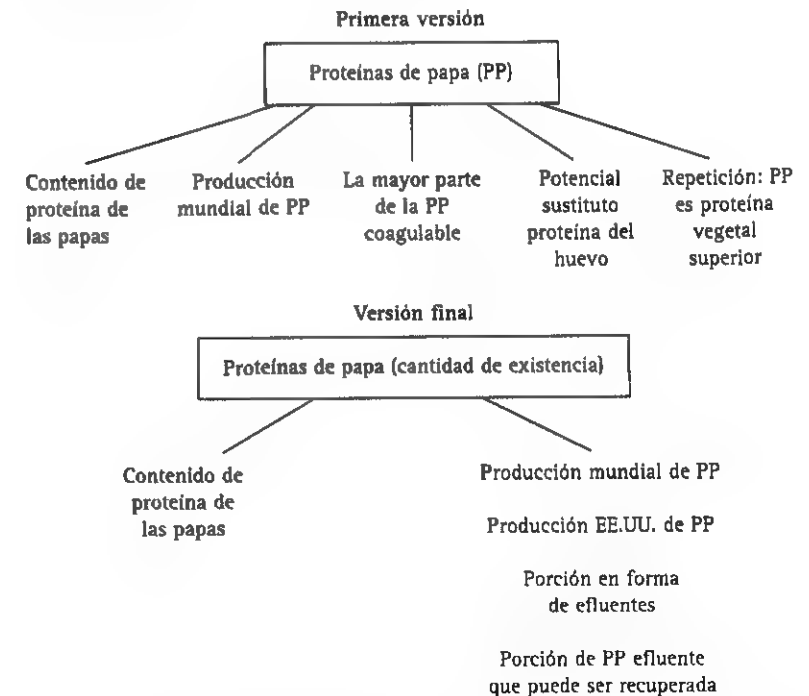 Primera versión
Proteínas de papa (PP)
Contenido de
proteína de
las papas
Producción
mundial de PP
La mayor parte
de la PP
coagulable
Potencial
sustituto
proteína del
huevo
Repetición: PP
es proteína
vegetal
superior
Versión final
Proteínas de papa (cantidad de existencia)
Contenido de
proteína de
las papas
Producción mundial de PP
Producción EE.UU. de PP
Porción en forma
de efluentes
Porción de PP efluente
que puede ser recuperada